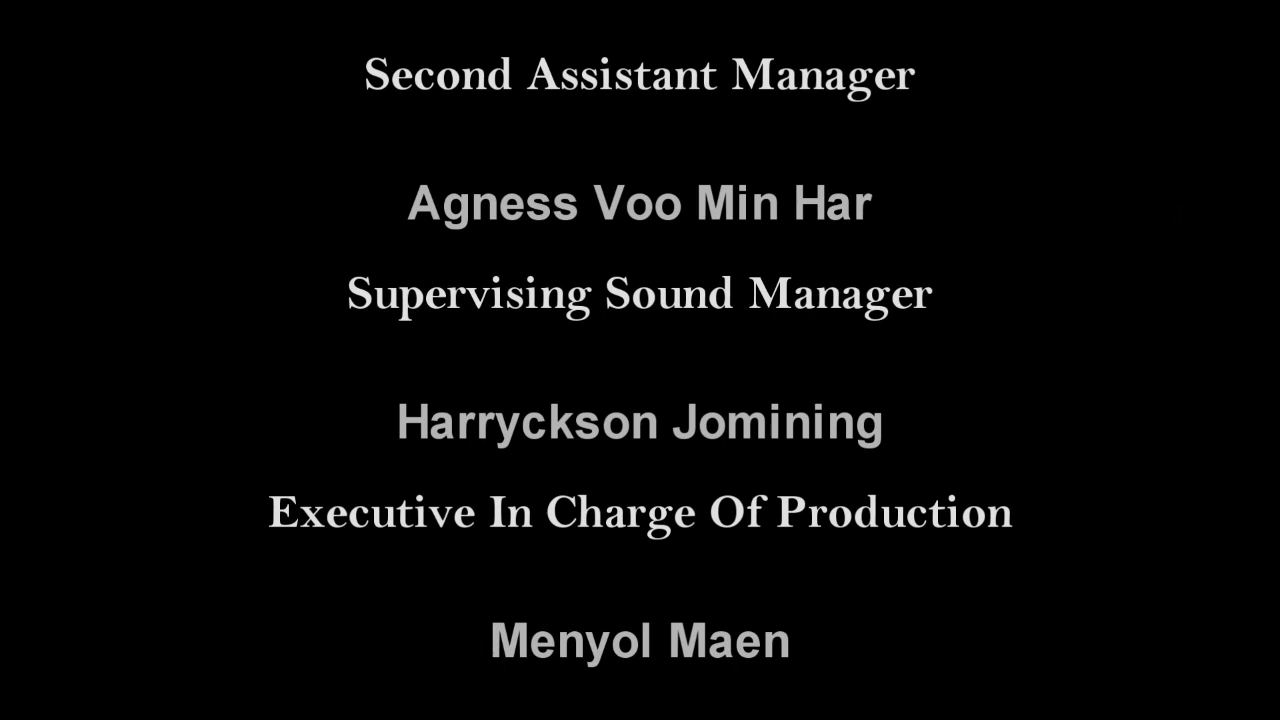 Second Assistant Manager
Agness Voo Min Har
Supervising Sound Manager
Harryckson Jomining
Executive In Charge Of Production
Menyol Maen